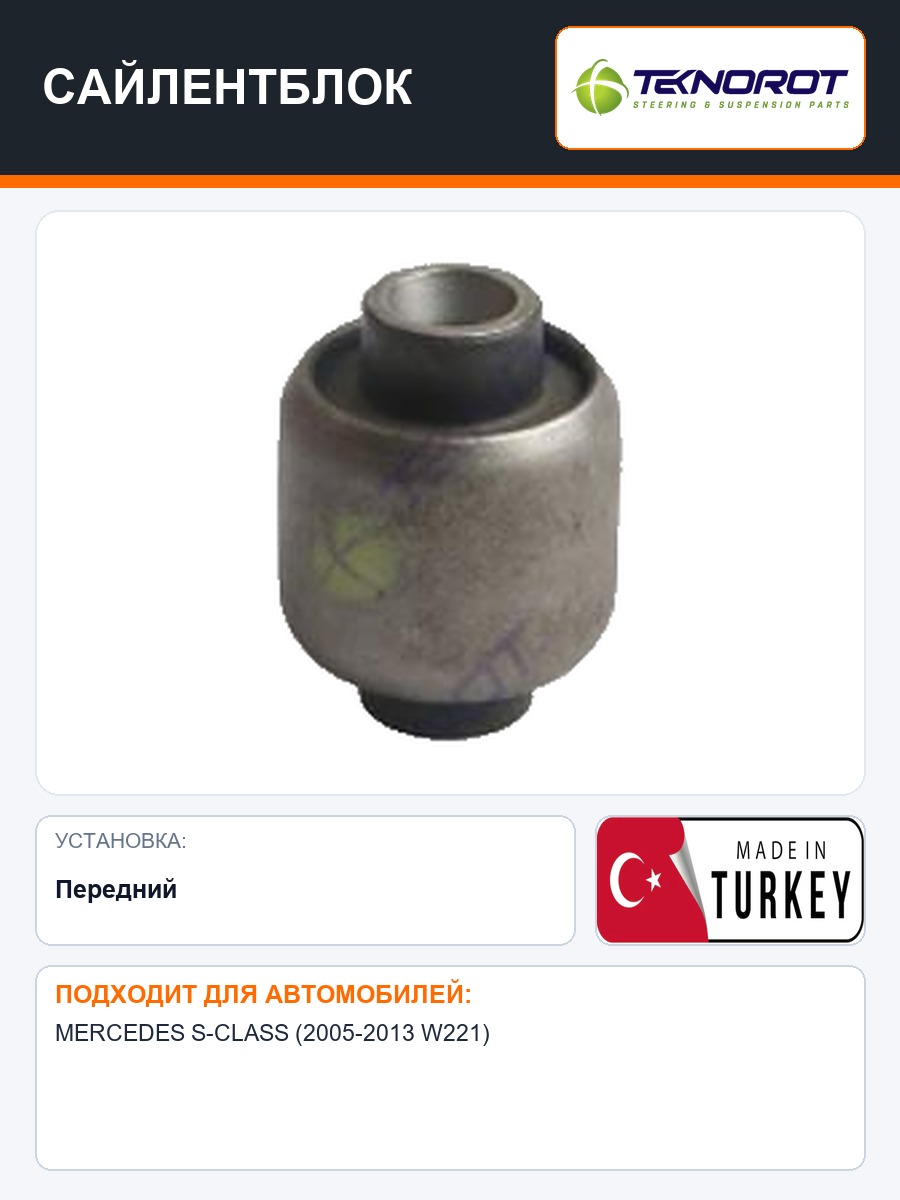 САЙЛЕНТБЛОК
TEKNOROT
STEERING & SUSPENSION PARTS
УСТАНОВКА:
Передний
MADE IN
TURKEY
ПОДХОДИТ ДЛЯ АВТОМОБИЛЕЙ:
MERCEDES S-CLASS (2005-2013 W221)